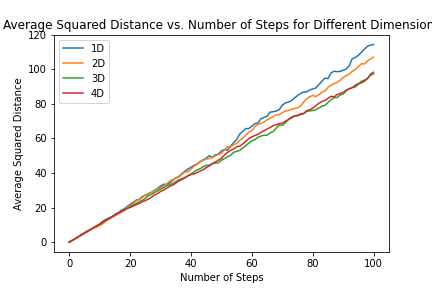 Average Squared Distance vs. Number of Steps for Different Dimension
120
100
80
60
40
20
0
Average Squared Distance
1D
2D
3D
4D
0 20 40 60 80 100
Number of Steps